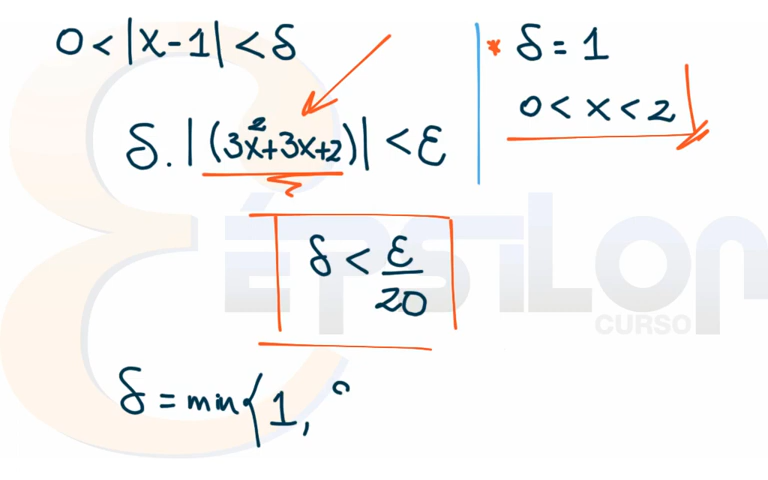 0 < |x - 1| < δ
δ . |(3x² + 3x + 2)| < ε
* δ = 1
0 < x < 2
δ < ε/20
δ = min{1,
ÉPSILON
CURSO